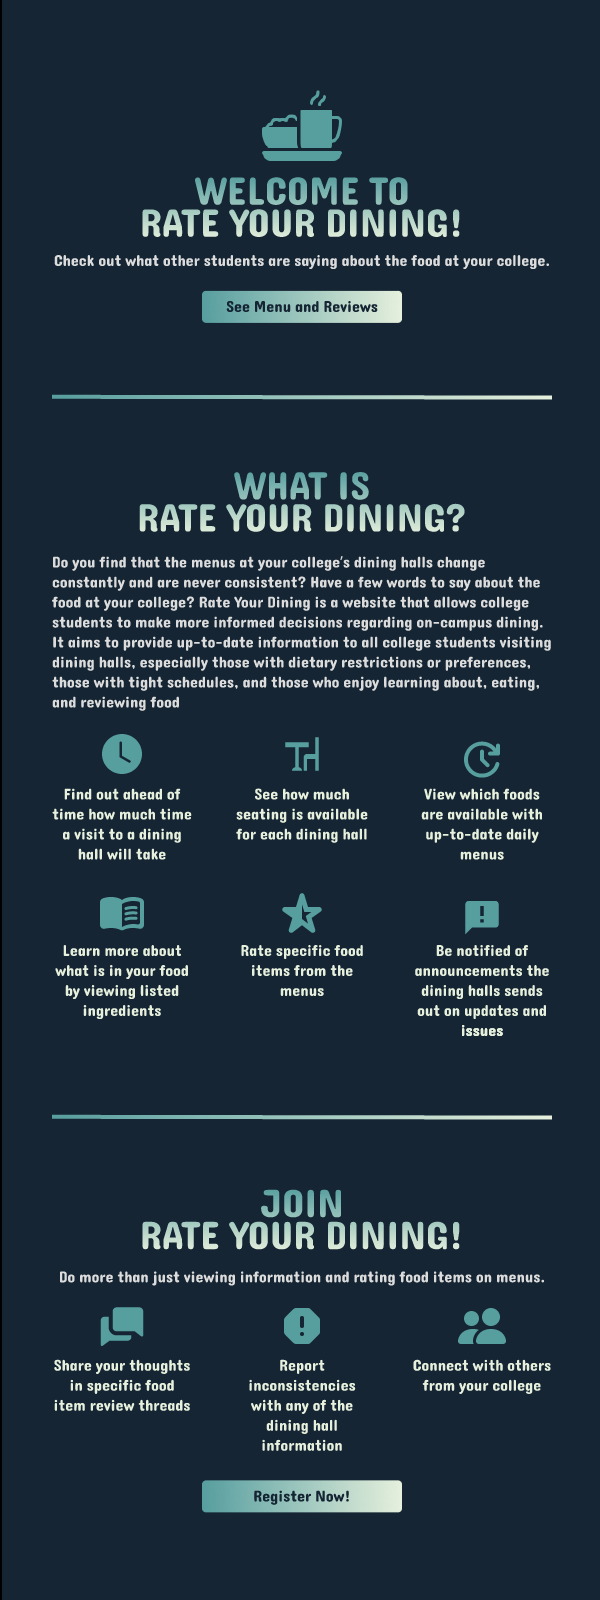 WELCOME TO
RATE YOUR DINING!
Check out what other students are saying about the food at your college.
See Menu and Reviews
WHAT IS
RATE YOUR DINING?
Do you find that the menus at your college's dining halls change
constantly and are never consistent? Have a few words to say about the
food at your college? Rate Your Dining is a website that allows college
students to make more informed decisions regarding on-campus dining.
It aims to provide up-to-date information to all college students visiting
dining halls, especially those with dietary restrictions or preferences,
those with tight schedules, and those who enjoy learning about, eating,
and reviewing food
Find out ahead of
time how much time
a visit to a dining
hall will take
See how much
seating is available
for each dining hall
View which foods
are available with
up-to-date daily
menus
Learn more about
what is in your food
by viewing listed
ingredients
Rate specific food
items from the
menus
Be notified of
announcements the
dining halls sends
out on updates and
issues
JOIN
RATE YOUR DINING!
Do more than just viewing information and rating food items on menus.
Share your thoughts
in specific food
item review threads
Report
inconsistencies
with any of the
dining hall
information
Connect with others
from your college
Register Now!